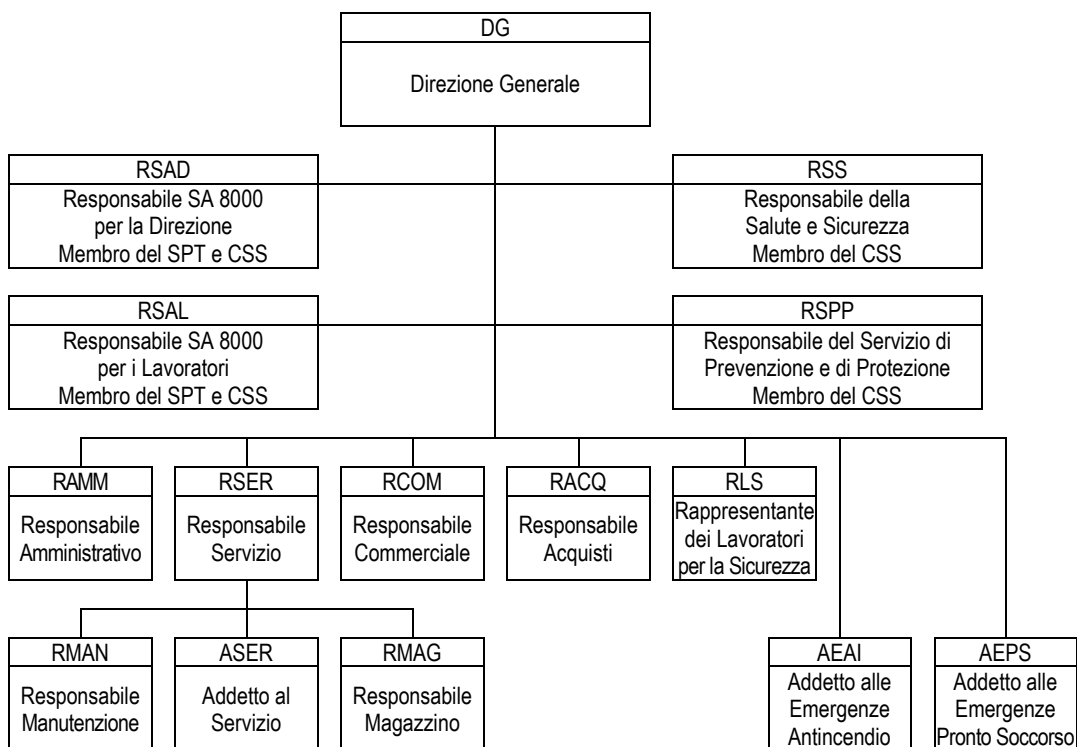 DG
Direzione Generale
RSAD
Responsabile SA 8000
per la Direzione
Membro del SPT e CSS
RSS
Responsabile della
Salute e Sicurezza
Membro del CSS
RSAL
Responsabile SA 8000
per i Lavoratori
Membro del SPT e CSS
RSPP
Responsabile del Servizio di
Prevenzione e di Protezione
Membro del CSS
RAMM
Responsabile
Amministrativo
RSER
Responsabile
Servizio
RCOM
Responsabile
Commerciale
RACQ
Responsabile
Acquisti
RLS
Rappresentante
dei Lavoratori
per la Sicurezza
RMAN
Responsabile
Manutenzione
ASER
Addetto al
Servizio
RMAG
Responsabile
Magazzino
AEAI
Addetto alle
Emergenze
Antincendio
AEPS
Addetto alle
Emergenze
Pronto Soccorso